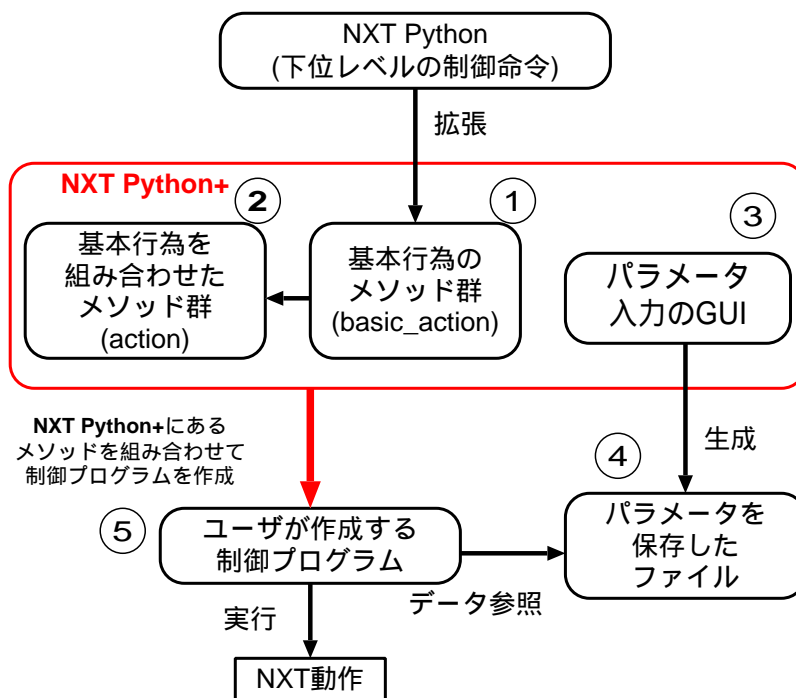 NXT Python
(下位レベルの制御命令)
拡張
NXT Python+
②
①
③
基本行為を
組み合わせた
メソッド群
(action)
基本行為の
メソッド群
(basic_action)
パラメータ
入力のGUI
NXT Python+にある
メソッドを組み合わせて
制御プログラムを作成
生成
④
⑤
ユーザが作成する
制御プログラム
パラメータを
保存した
ファイル
実行
データ参照
NXT動作